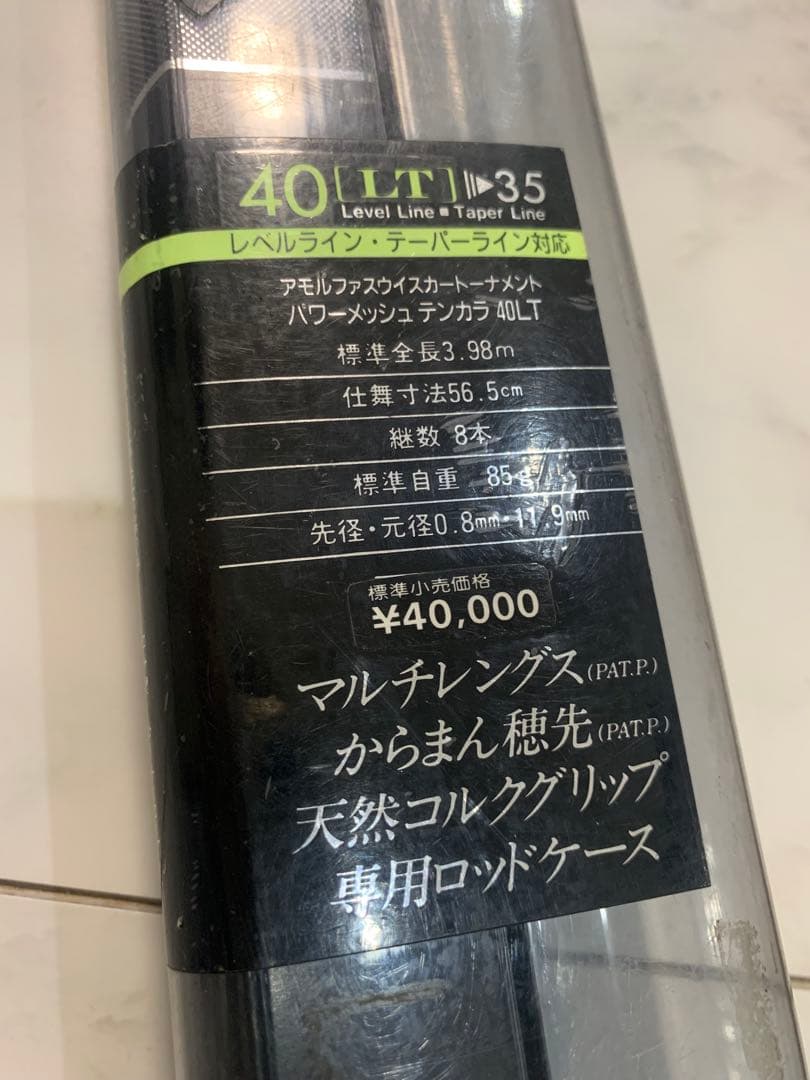 40[LT]▶35
Level Line ■ Taper Line
レベルライン・テーパーライン対応
アモルファスウイスカートーナメント
パワーメッシュ テンカラ 40LT
標準全長3.98m
仕舞寸法56.5cm
継数 8本
標準自重 85g
先径・元径0.8mm・11.9mm
標準小売価格
¥40,000
マルチレングス(PAT.P.)
からまん穂先(PAT.P.)
天然コルクグリップ
専用ロッドケース